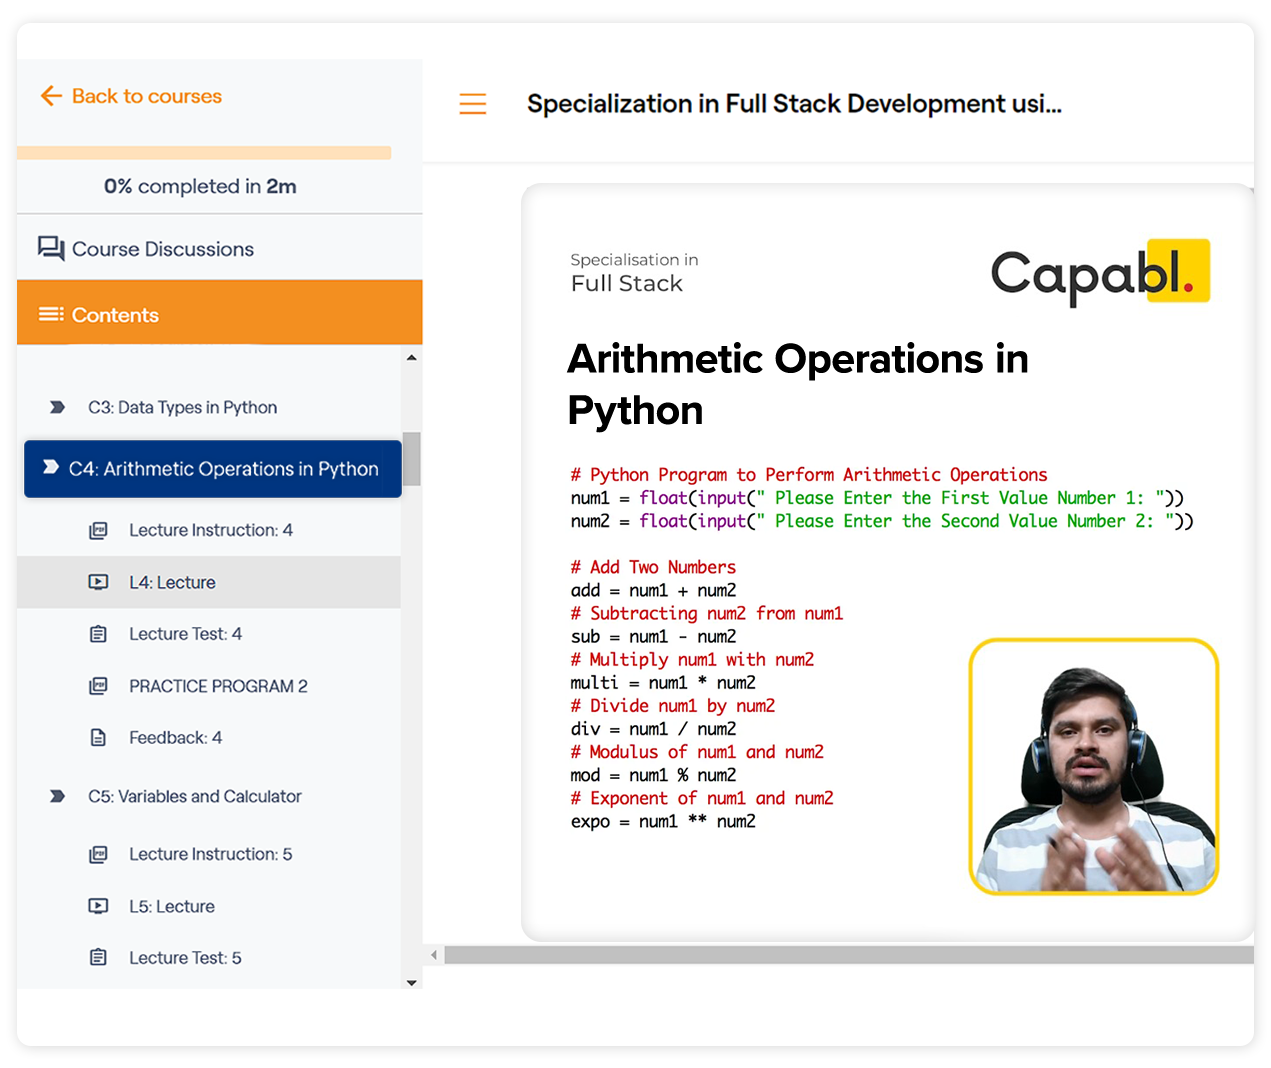 Back to courses
0% completed in 2m
Course Discussions
Contents
C3: Data Types in Python
C4: Arithmetic Operations in Python
Lecture Instruction: 4
L4: Lecture
Lecture Test: 4
PRACTICE PROGRAM 2
Feedback: 4
C5: Variables and Calculator
Lecture Instruction: 5
L5: Lecture
Lecture Test: 5
Specialization in Full Stack Development usi...
Specialisation in
Full Stack
Capabl.
Arithmetic Operations in
Python
# Python Program to Perform Arithmetic Operations
num1 = float(input(" Please Enter the First Value Number 1: "))
num2 = float(input(" Please Enter the Second Value Number 2: "))
# Add Two Numbers
add = num1 + num2
# Subtracting num2 from num1
sub = num1 - num2
# Multiply num1 with num2
multi = num1 * num2
# Divide num1 by num2
div = num1 / num2
# Modulus of num1 and num2
mod = num1 % num2
# Exponent of num1 and num2
expo = num1 ** num2